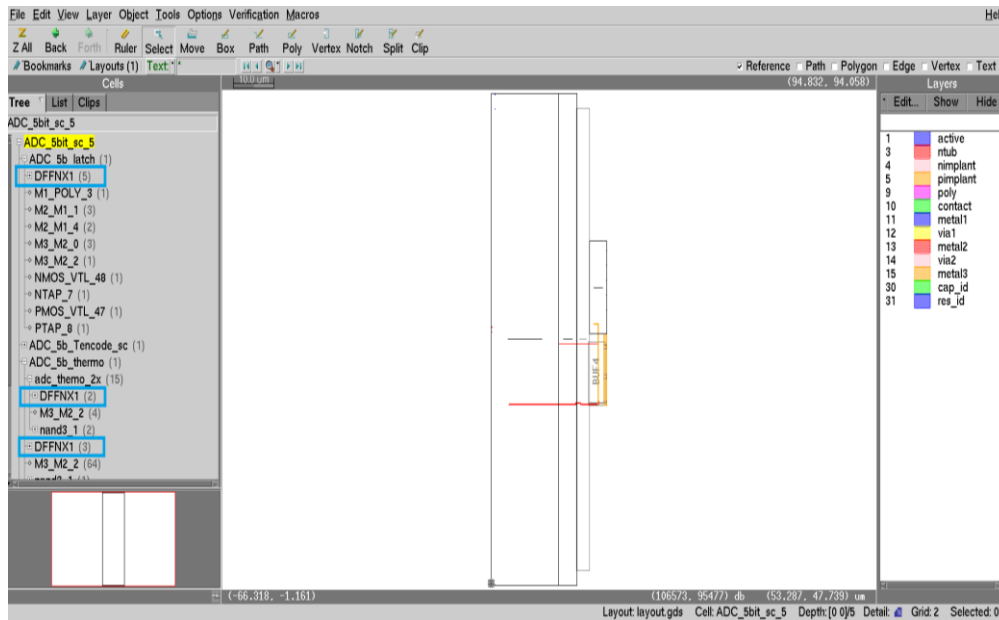 File Edit View Layer Object Tools Options Verification Macros Hel
Z All Back Forth Ruler Select Move Box Path Poly Vertex Notch Split Clip
Bookmarks Layouts (1) Text: * Reference Path Polygon Edge Vertex Text
Cells 10.0 um (94.832, 94.058) Layers
Tree List Clips Edit... Show Hide
ADC_5bit_sc_5
ADC_5bit_sc_5
ADC_5b_latch (1)
DFFNX1 (5)
M1_POLY_3 (1)
M2_M1_1 (3)
M2_M1_4 (2)
M3_M2_0 (3)
M3_M2_2 (1)
NMOS_VTL_48 (1)
NTAP_7 (1)
PMOS_VTL_47 (1)
PTAP_8 (1)
ADC_5b_Tencode_sc (1)
ADC_5b_thermo (1)
adc_themo_2x (15)
DFFNX1 (2)
M3_M2_2 (4)
nand3_1 (2)
DFFNX1 (3)
M3_M2_2 (64)
BUF4
1 active
3 ntub
4 nimplant
5 pimplant
9 poly
10 contact
11 metal1
12 via1
13 metal2
14 via2
15 metal3
30 cap_id
31 res_id
(-66.318, -1.161) (106573, 95477) db (53.287, 47.739) um
Layout: layout.gds Cell: ADC_5bit_sc_5 Depth:[0 0]/5 Detail: Grid: 2 Selected: 0